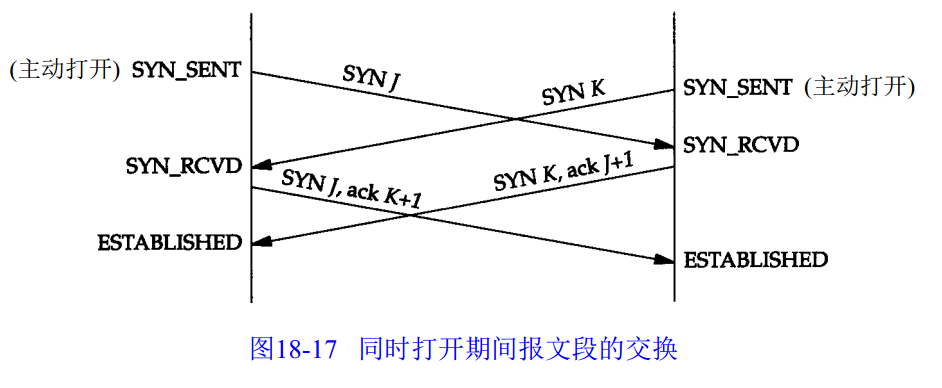 (主动打开) SYN_SENT
SYN J
SYN K
SYN_SENT (主动打开)
SYN_RCVD
SYN_RCVD
SYN J, ack K+1
SYN K, ack J+1
ESTABLISHED
ESTABLISHED
图18-17 同时打开期间报文段的交换